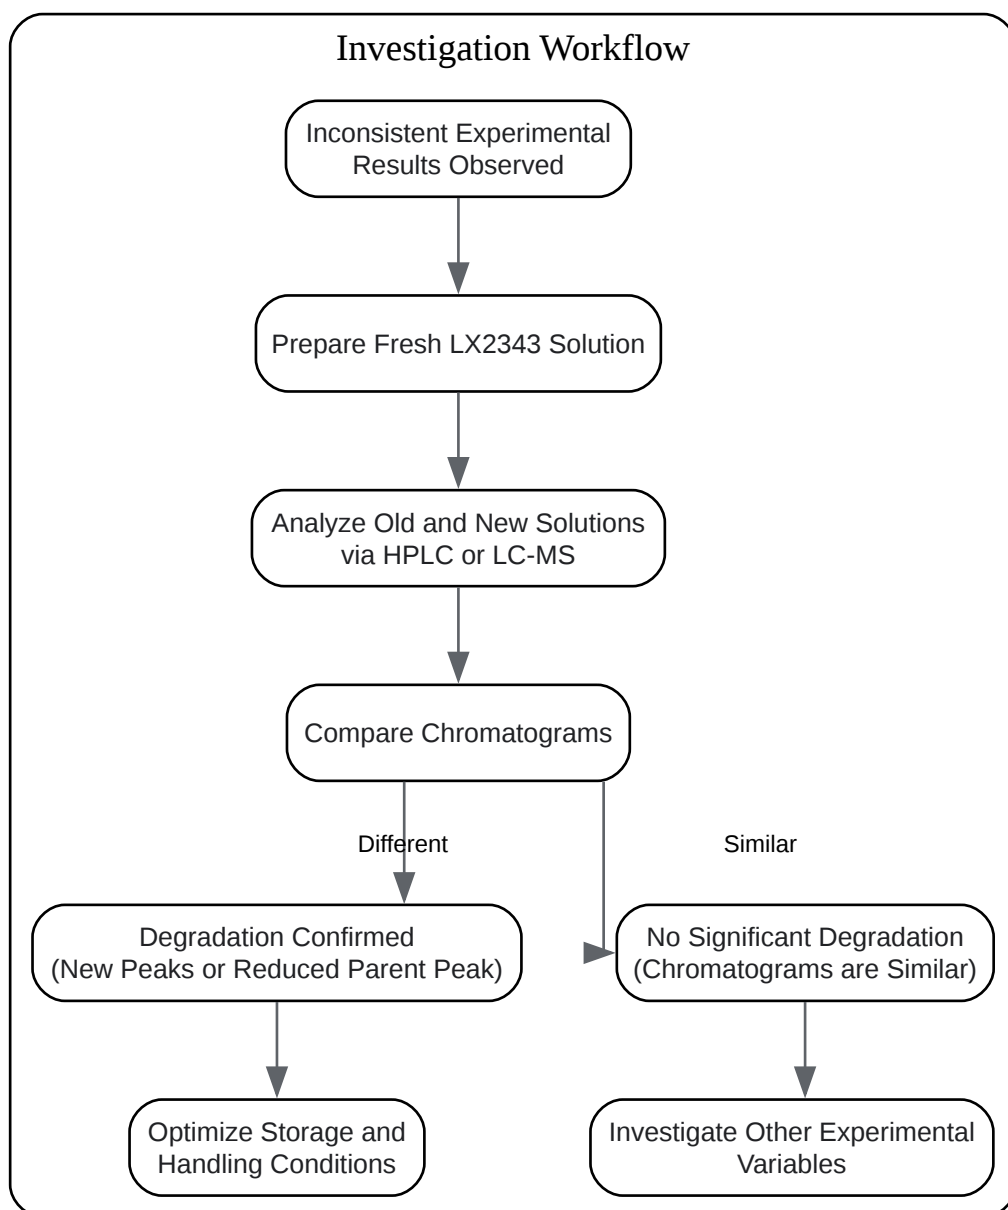 Investigation Workflow
Inconsistent Experimental
Results Observed
Prepare Fresh LX2343 Solution
Analyze Old and New Solutions
via HPLC or LC-MS
Compare Chromatograms
Different
Similar
Degradation Confirmed
(New Peaks or Reduced Parent Peak)
No Significant Degradation
(Chromatograms are Similar)
Optimize Storage and
Handling Conditions
Investigate Other Experimental
Variables